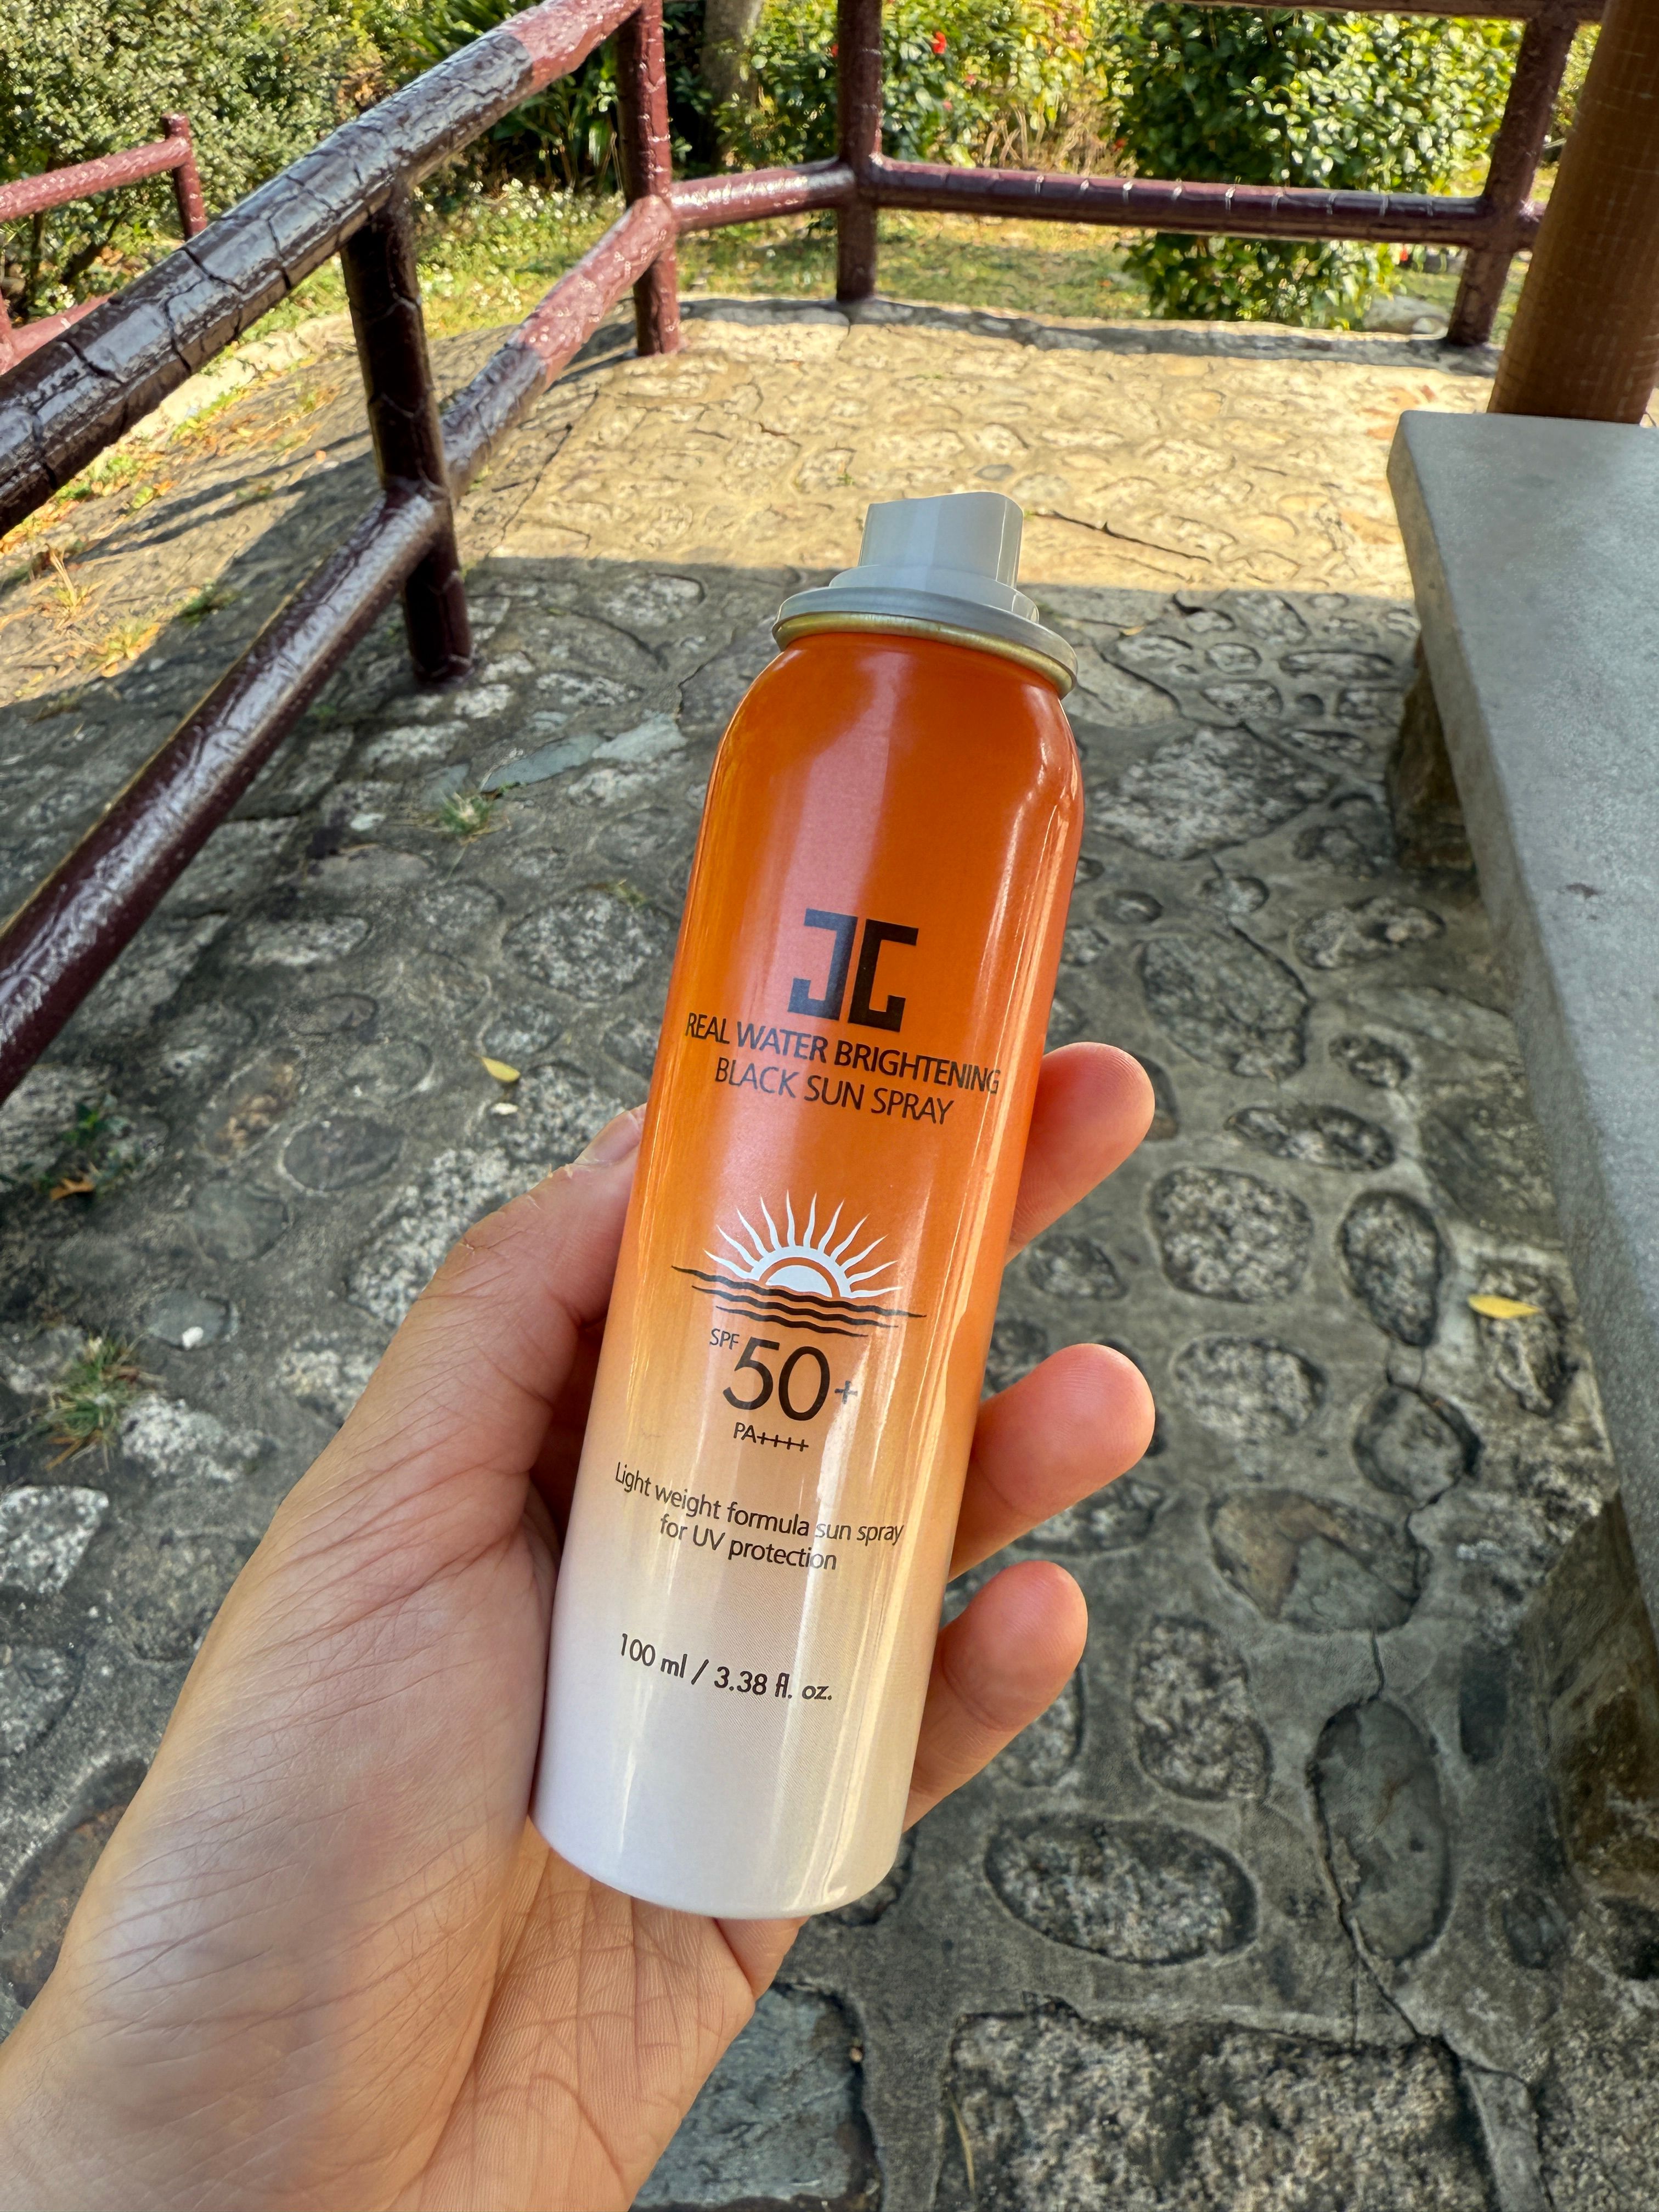 REAL WATER BRIGHTENING
BLACK SUN SPRAY
SPF 50+
PA++++
Light weight formula sun spray
for UV protection
100 ml / 3.38 fl. oz.